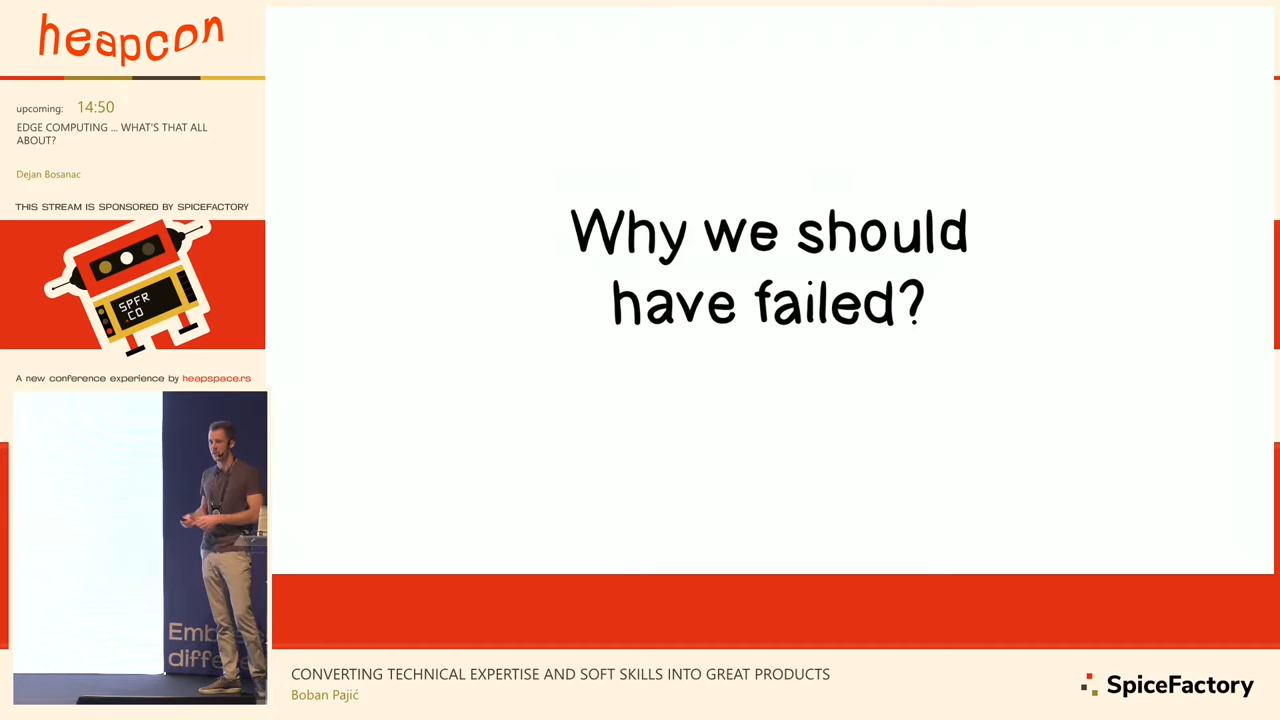 heapcon
upcoming: 14:50
EDGE COMPUTING ... WHAT'S THAT ALL
ABOUT?
Dejan Bosanac
THIS STREAM IS SPONSORED BY SPICEFACTORY
SPFR
.CO
A new conference experience by heapspace.rs
Why we should
have failed?
CONVERTING TECHNICAL EXPERTISE AND SOFT SKILLS INTO GREAT PRODUCTS
Boban Pajić
SpiceFactory